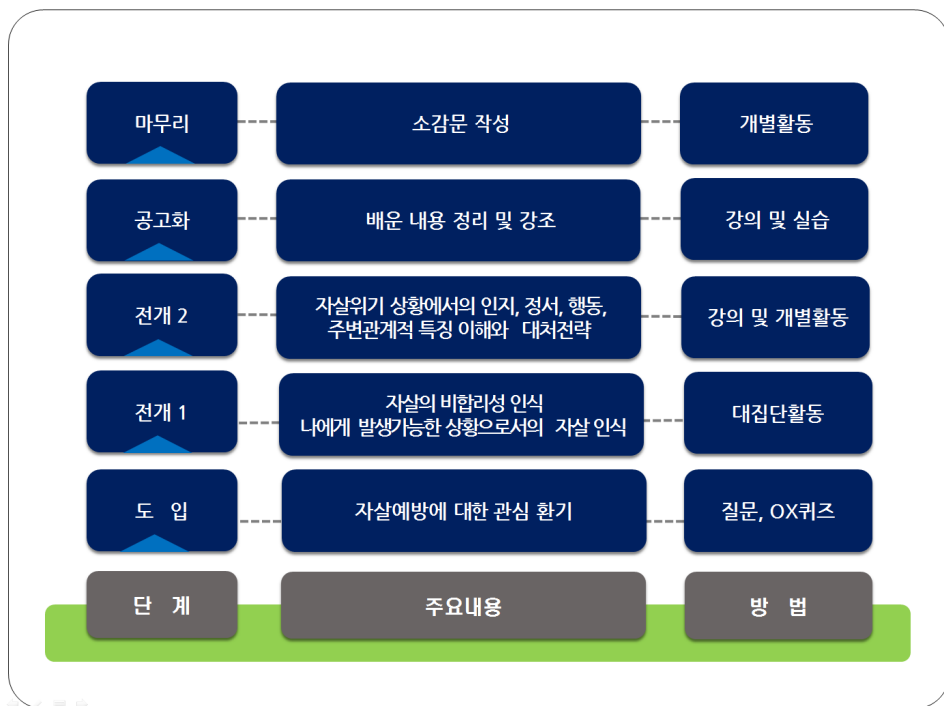 마무리
소감문 작성
개별활동
공고화
배운 내용 정리 및 강조
강의 및 실습
전개 2
자살위기 상황에서의 인지, 정서, 행동,
주변관계적 특징 이해와 대처전략
강의 및 개별활동
전개 1
자살의 비합리성 인식
나에게 발생가능한 상황으로서의 자살 인식
대집단활동
도 입
자살예방에 대한 관심 환기
질문, OX퀴즈
단 계
주요내용
방 법